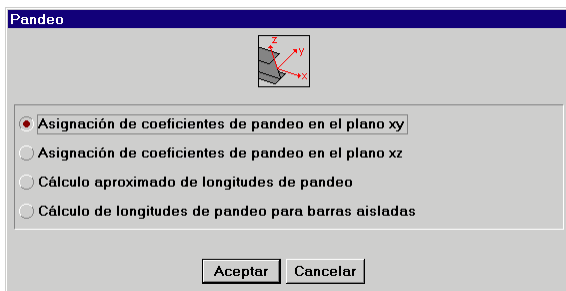 Pandeo
z
y
x
Asignación de coeficientes de pandeo en el plano xy
Asignación de coeficientes de pandeo en el plano xz
Cálculo aproximado de longitudes de pandeo
Cálculo de longitudes de pandeo para barras aisladas
Aceptar Cancelar